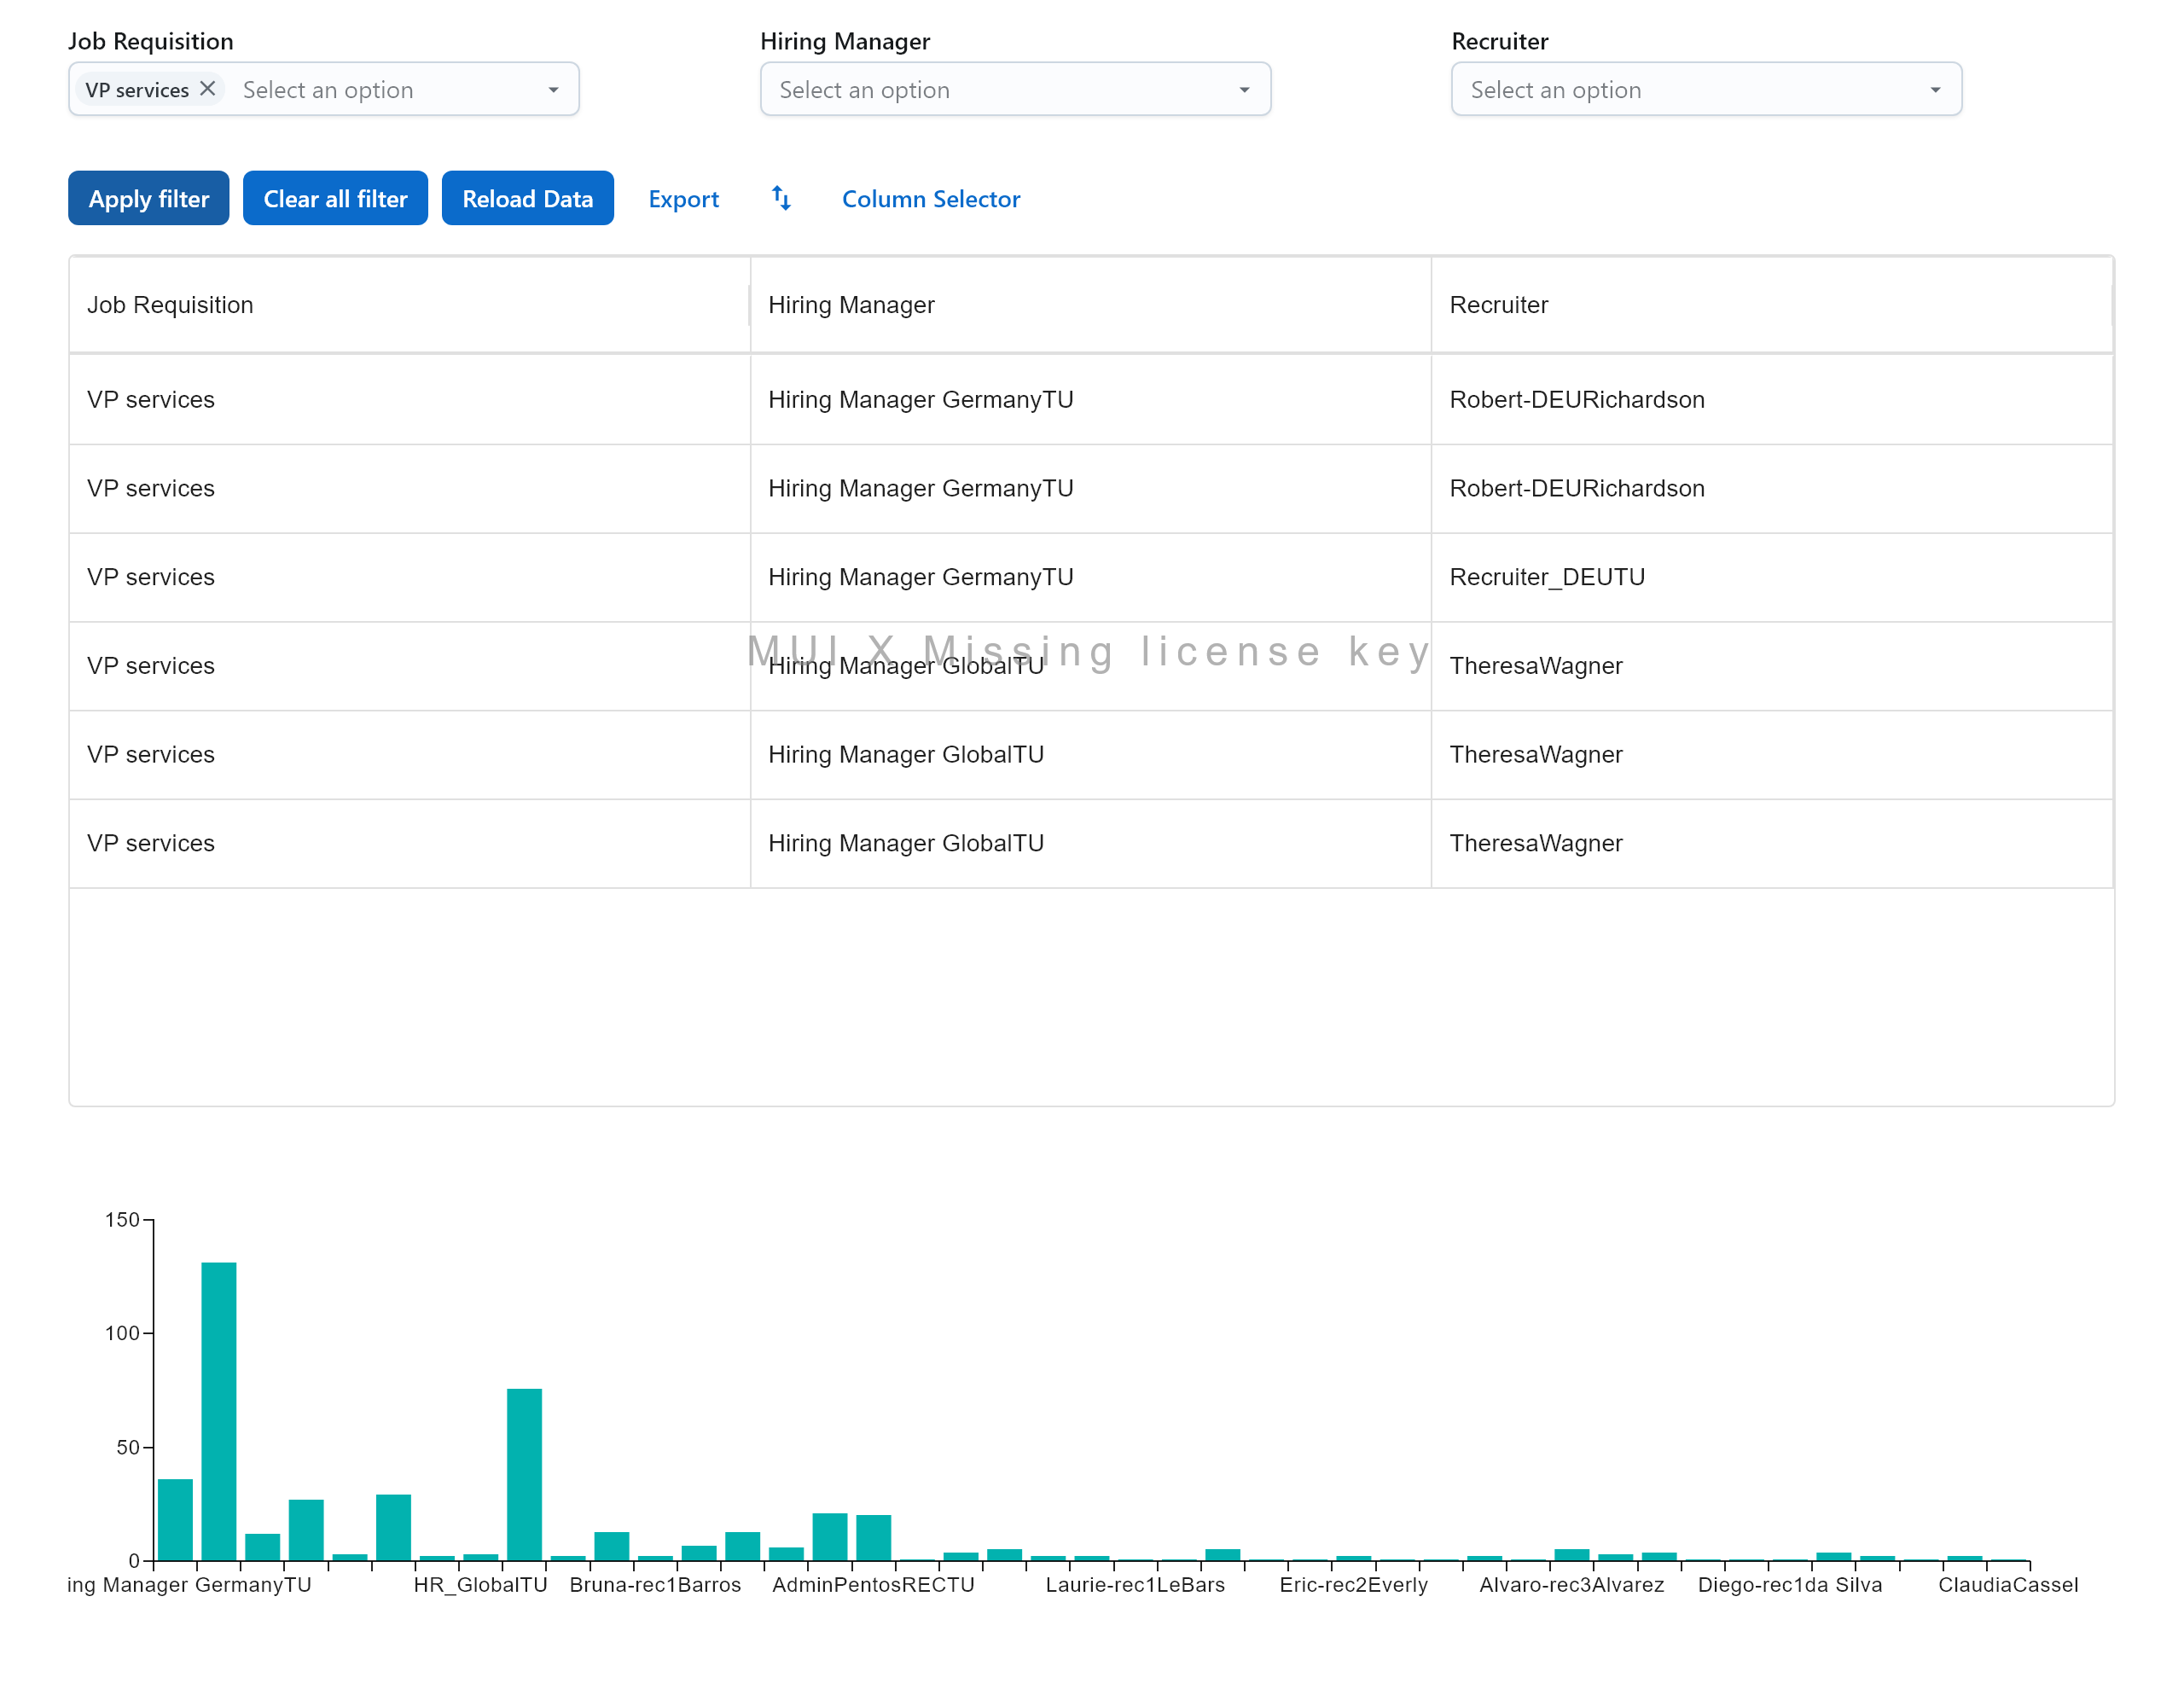 Job Requisition Hiring Manager Recruiter
VP services Select an option Select an option Select an option
Apply filter Clear all filter Reload Data Export Column Selector
Job Requisition Hiring Manager Recruiter
VP services Hiring Manager GermanyTU Robert-DEURichardson
VP services Hiring Manager GermanyTU Robert-DEURichardson
VP services Hiring Manager GermanyTU Recruiter_DEUTU
MUI X Missing license key
VP services Hiring Manager GlobalTU TheresaWagner
VP services Hiring Manager GlobalTU TheresaWagner
VP services Hiring Manager GlobalTU TheresaWagner
150
100
50
0
ing Manager GermanyTU HR_GlobalTU Bruna-rec1Barros AdminPentosRECTU Laurie-rec1LeBars Eric-rec2Everly Alvaro-rec3Alvarez Diego-rec1da Silva ClaudiaCassel